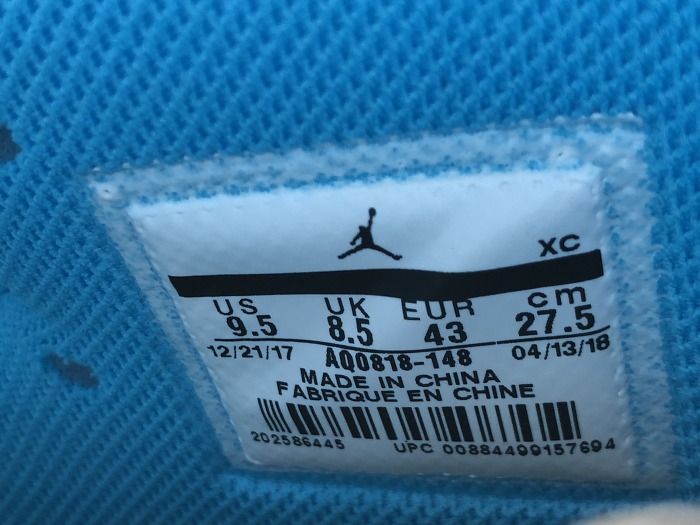 XC
US UK EUR cm
9.5 8.5 43 27.5
12/21/17 AQ0818-148 04/13/18
MADE IN CHINA
FABRIQUE EN CHINE
202586445 UPC 00884499157694